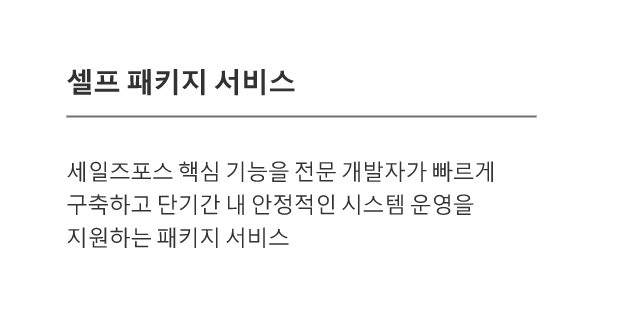 셀프 패키지 서비스
세일즈포스 핵심 기능을 전문 개발자가 빠르게
구축하고 단기간 내 안정적인 시스템 운영을
지원하는 패키지 서비스